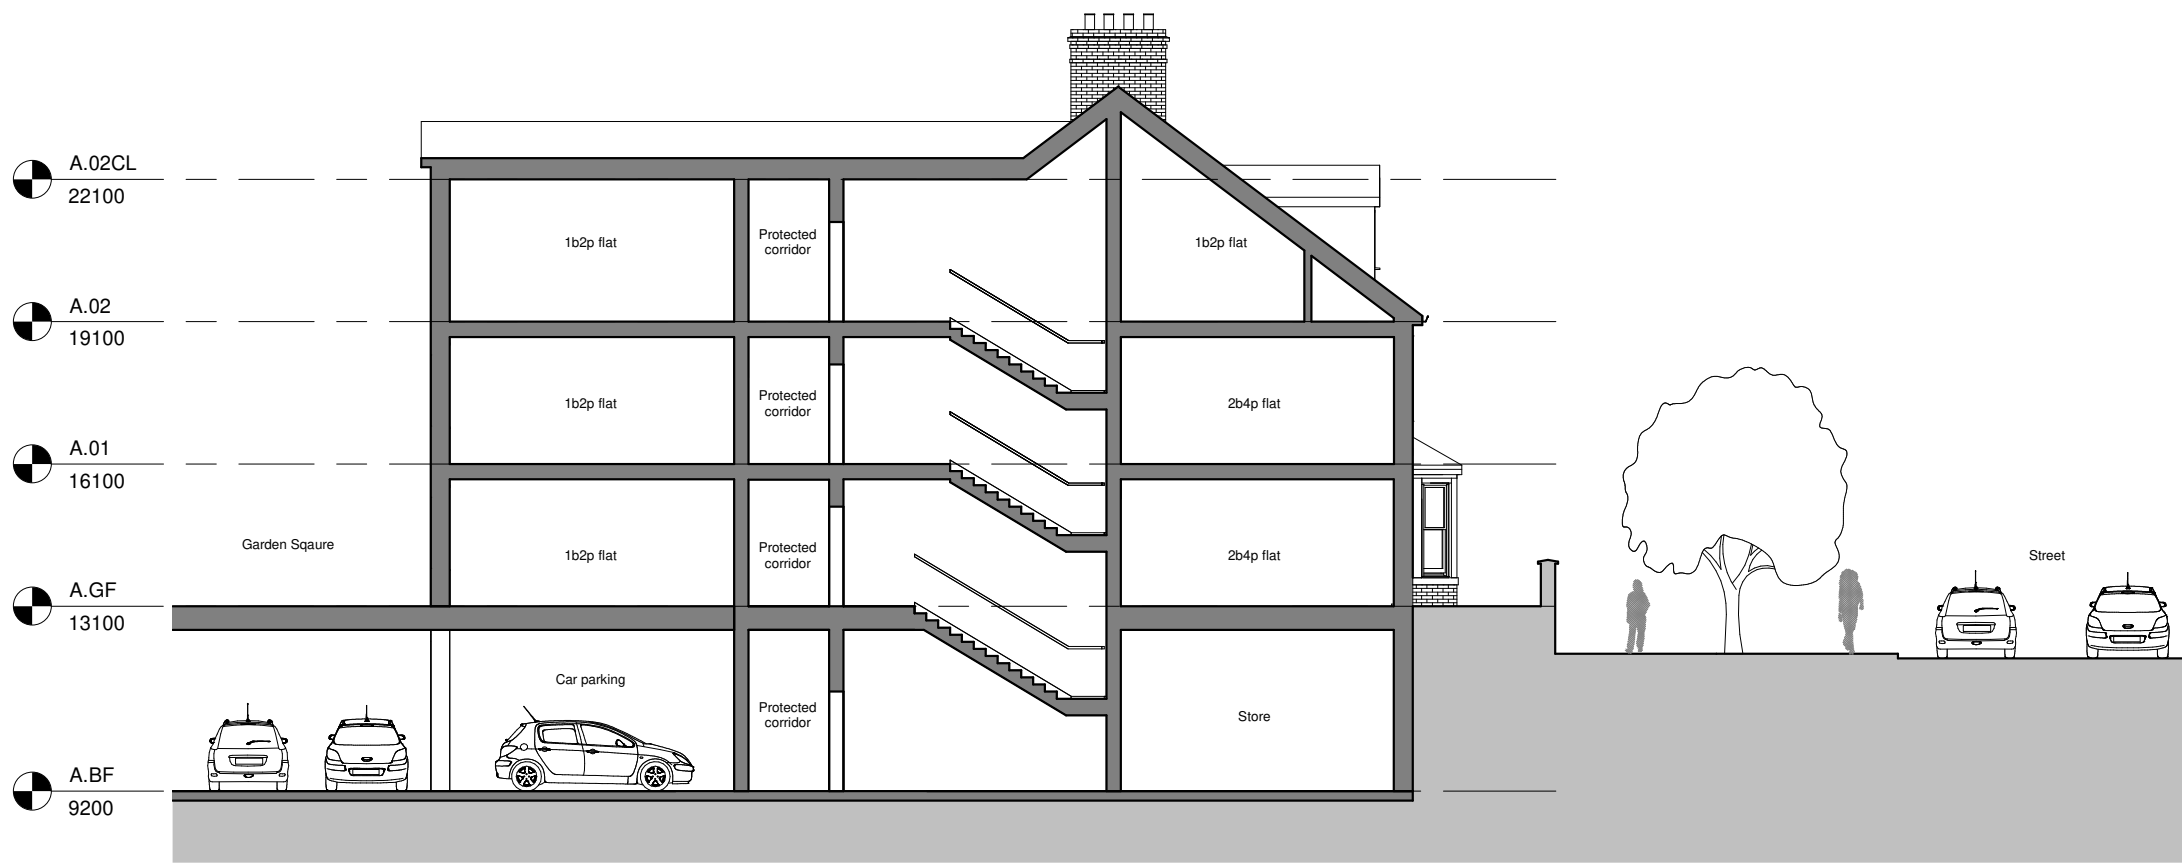 A.02CL
22100
1b2p flat
Protected
corridor
1b2p flat
A.02
19100
1b2p flat
Protected
corridor
2b4p flat
A.01
16100
Garden Sqaure
1b2p flat
Protected
corridor
2b4p flat
Street
A.GF
13100
Car parking
Protected
corridor
Store
A.BF
9200